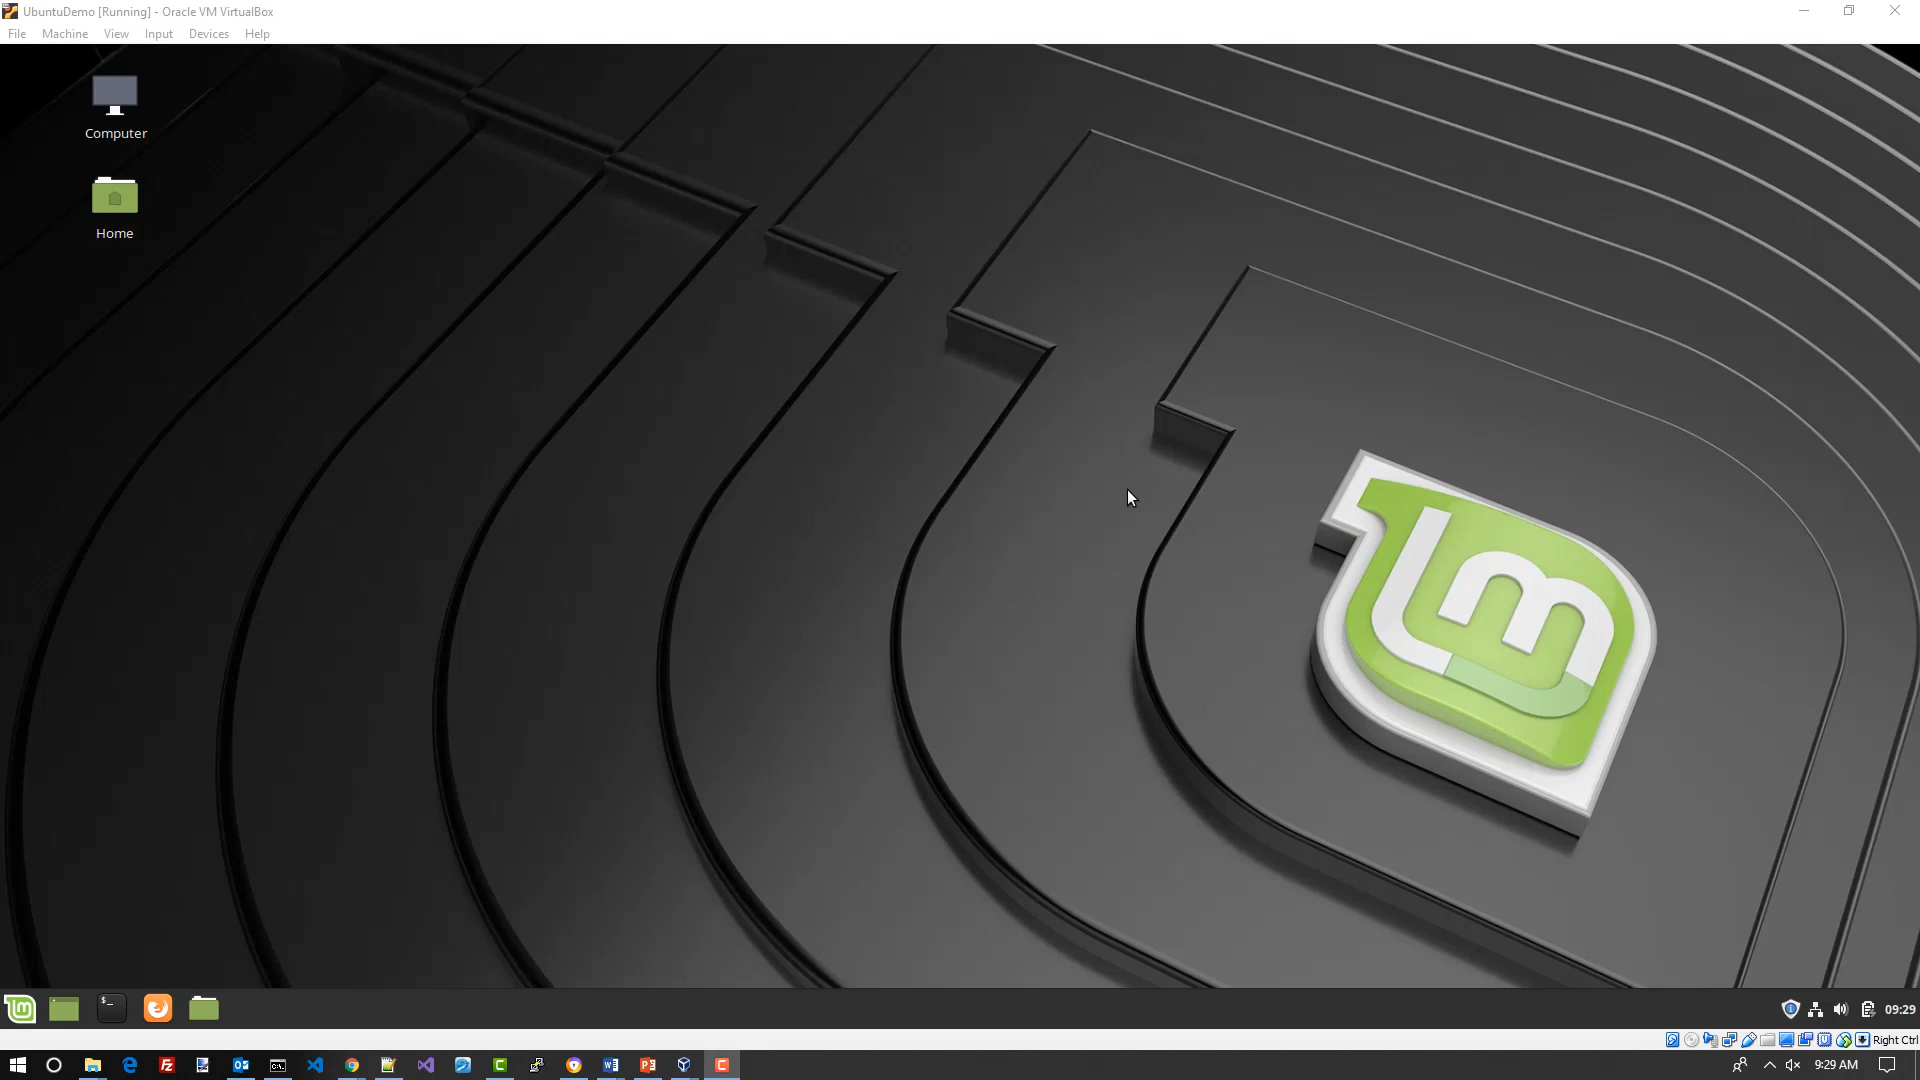 UbuntuDemo [Running] - Oracle VM VirtualBox
File Machine View Input Devices Help
Computer
Home
lm
$_
09:29
Right Ctrl
9:29 AM